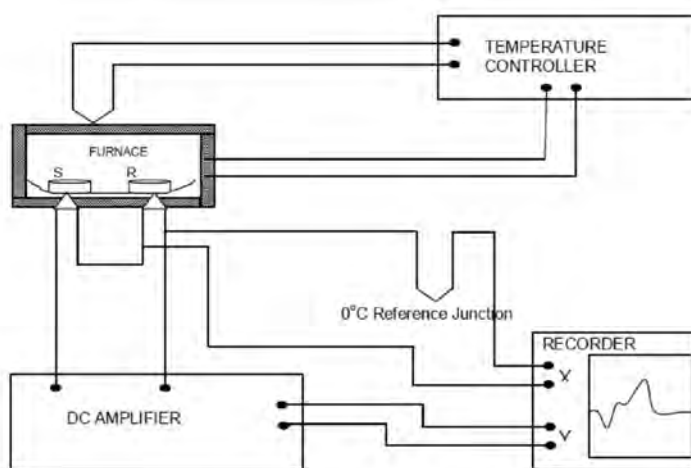 TEMPERATURE
CONTROLLER
FURNACE
S R
0°C Reference Junction
RECORDER
X
Y
DC AMPLIFIER